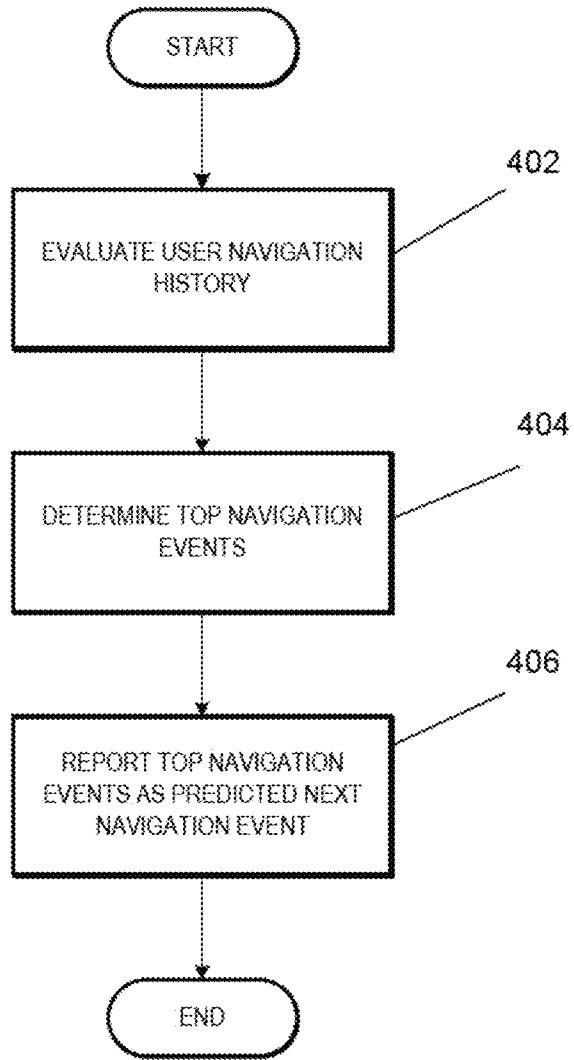 START
402
EVALUATE USER NAVIGATION
HISTORY
404
DETERMINE TOP NAVIGATION
EVENTS
406
REPORT TOP NAVIGATION
EVENTS AS PREDICTED NEXT
NAVIGATION EVENT
END